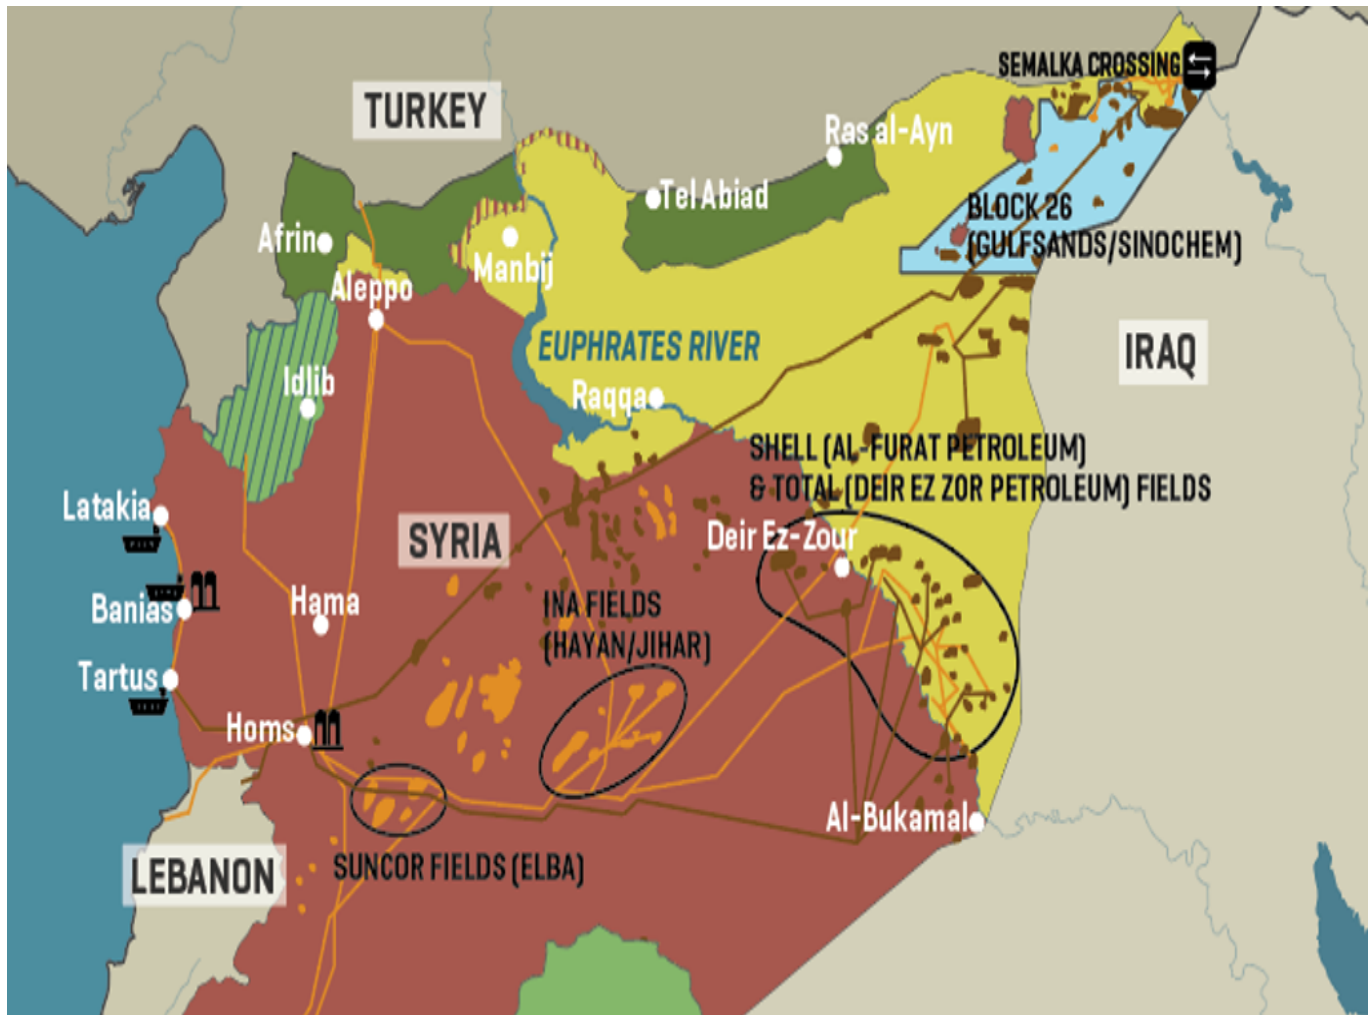 SEMALKA CROSSING
TURKEY
Ras al-Ayn
Tel Abiad
BLOCK 26
(GULFSANDS/SINOCHEM)
Afrin
Manbij
Aleppo
EUPHRATES RIVER
IRAQ
Idlib
Raqqa
SHELL (AL-FURAT PETROLEUM)
& TOTAL (DEIR EZ ZOR PETROLEUM) FIELDS
Latakia
SYRIA
Deir Ez-Zour
Banias
Hama
INA FIELDS
(HAYAN/JIHAR)
Tartus
Homs
Al-Bukamal
LEBANON
SUNCOR FIELDS (ELBA)